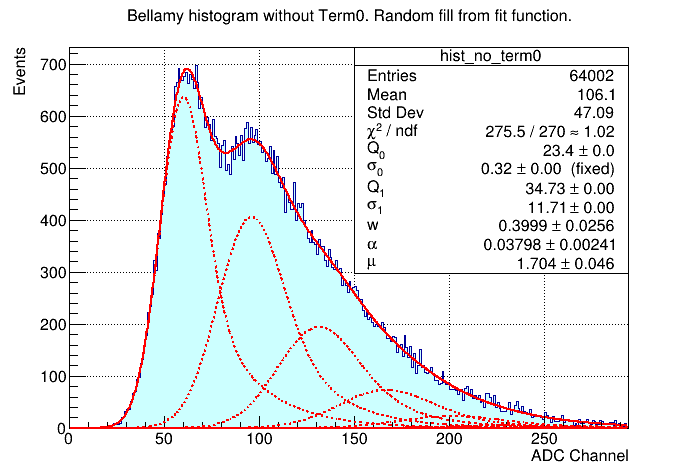 Bellamy histogram without Term0. Random fill from fit function.
Events
hist_no_term0
Entries 64002
Mean 106.1
Std Dev 47.09
χ² / ndf 275.5 / 270 ≈ 1.02
Q₀ 23.4 ± 0.0
σ₀ 0.32 ± 0.00 (fixed)
Q₁ 34.73 ± 0.00
σ₁ 11.71 ± 0.00
w 0.3999 ± 0.0256
α 0.03798 ± 0.00241
μ 1.704 ± 0.046
700
600
500
400
300
200
100
0
0 50 100 150 200 250
ADC Channel